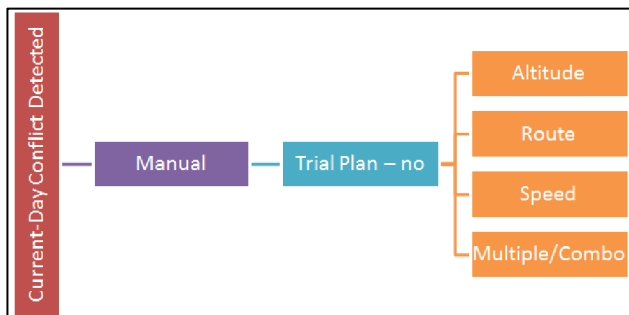 Current-Day Conflict Detected
Manual
Trial Plan – no
Altitude
Route
Speed
Multiple/Combo